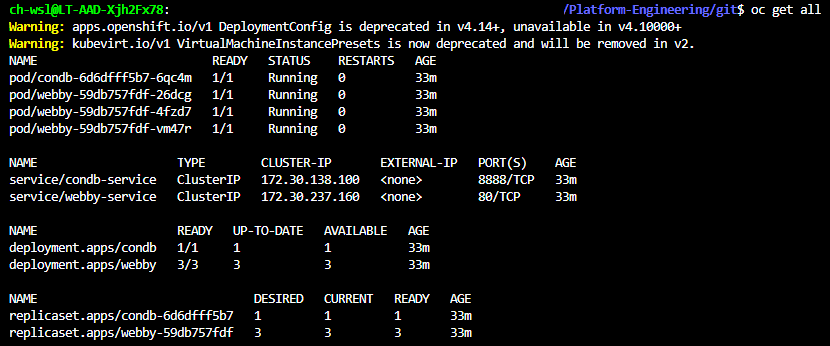 ch-wsl@LT-AAD-Xjh2Fx78: /Platform-Engineering/git$ oc get all
Warning: apps.openshift.io/v1 DeploymentConfig is deprecated in v4.14+, unavailable in v4.10000+
Warning: kubevirt.io/v1 VirtualMachineInstancePresets is now deprecated and will be removed in v2.
NAME READY STATUS RESTARTS AGE
pod/condb-6d6dfff5b7-6qc4m 1/1 Running 0 33m
pod/webby-59db757fdf-26dcg 1/1 Running 0 33m
pod/webby-59db757fdf-4fzd7 1/1 Running 0 33m
pod/webby-59db757fdf-vm47r 1/1 Running 0 33m
NAME TYPE CLUSTER-IP EXTERNAL-IP PORT(S) AGE
service/condb-service ClusterIP 172.30.138.100 <none> 8888/TCP 33m
service/webby-service ClusterIP 172.30.237.160 <none> 80/TCP 33m
NAME READY UP-TO-DATE AVAILABLE AGE
deployment.apps/condb 1/1 1 1 33m
deployment.apps/webby 3/3 3 3 33m
NAME DESIRED CURRENT READY AGE
replicaset.apps/condb-6d6dfff5b7 1 1 1 33m
replicaset.apps/webby-59db757fdf 3 3 3 33m